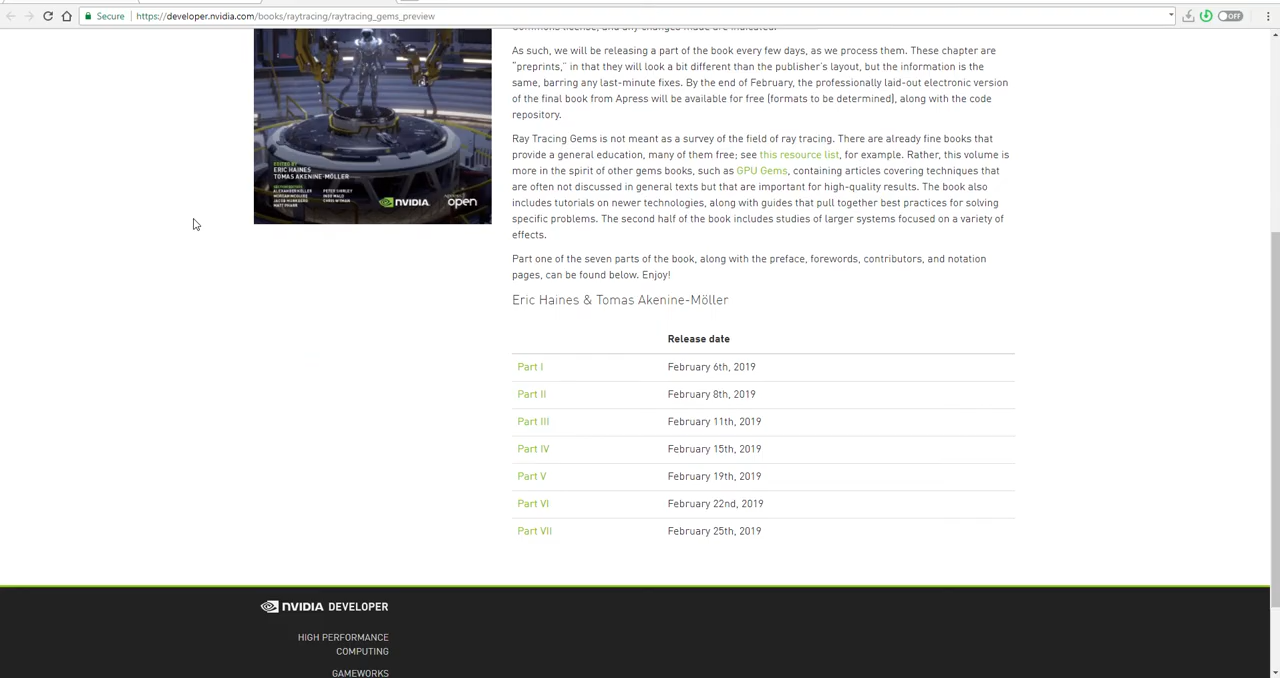 Secure
https://developer.nvidia.com/books/raytracing/raytracing_gems_preview
OFF
As such, we will be releasing a part of the book every few days, as we process them. These chapter are
“preprints,” in that they will look a bit different than the publisher's layout, but the information is the
same, barring any last-minute fixes. By the end of February, the professionally laid-out electronic version
of the final book from Apress will be available for free (formats to be determined), along with the code
repository.
Ray Tracing Gems is not meant as a survey of the field of ray tracing. There are already fine books that
provide a general education, many of them free; see this resource list, for example. Rather, this volume is
more in the spirit of other gems books, such as GPU Gems, containing articles covering techniques that
are often not discussed in general texts but that are important for high-quality results. The book also
includes tutorials on newer technologies, along with guides that pull together best practices for solving
specific problems. The second half of the book includes studies of larger systems focused on a variety of
effects.
Part one of the seven parts of the book, along with the preface, forewords, contributors, and notation
pages, can be found below. Enjoy!
Eric Haines & Tomas Akenine-Möller
EDITED BY
ERIC HAINES
TOMAS AKENINE-MÖLLER
NVIDIA
open
Release date
Part I February 6th, 2019
Part II February 8th, 2019
Part III February 11th, 2019
Part IV February 15th, 2019
Part V February 19th, 2019
Part VI February 22nd, 2019
Part VII February 25th, 2019
NVIDIA DEVELOPER
HIGH PERFORMANCE
COMPUTING
GAMEWORKS